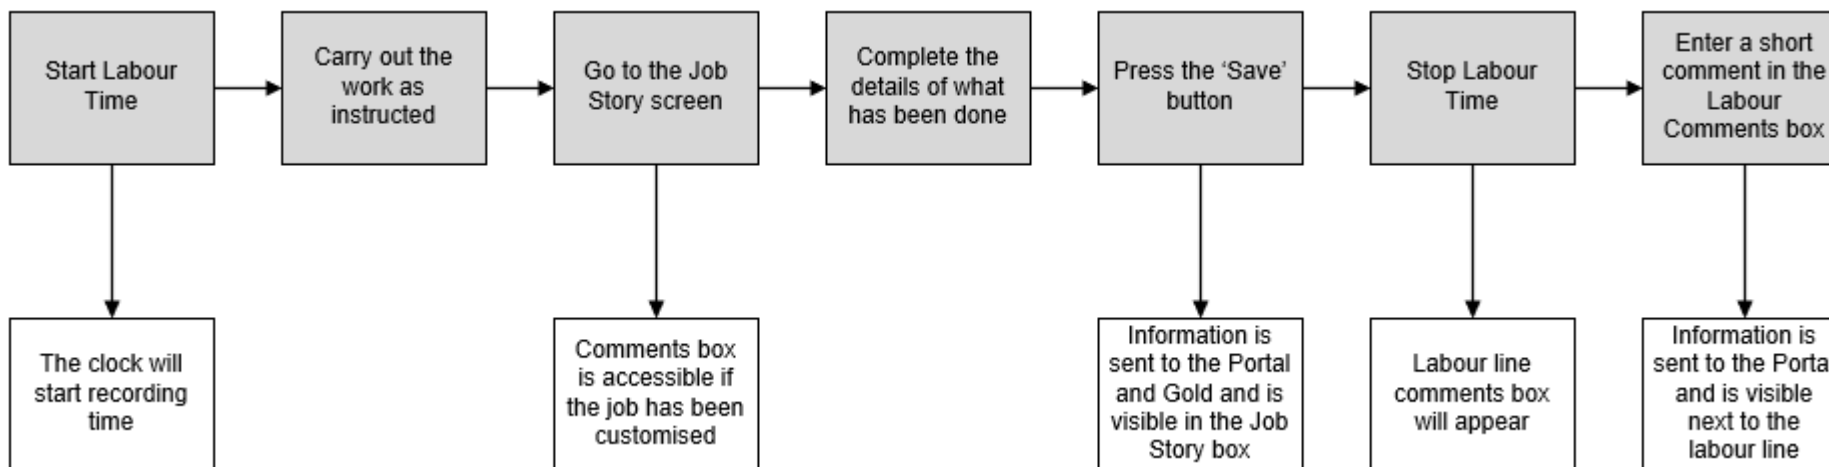 Start Labour
Time
Carry out the
work as
instructed
Go to the Job
Story screen
Complete the
details of what
has been done
Press the ‘Save’
button
Stop Labour
Time
Enter a short
comment in the
Labour
Comments box
The clock will
start recording
time
Comments box
is accessible if
the job has been
customised
Information is
sent to the Portal
and Gold and is
visible in the Job
Story box
Labour line
comments box
will appear
Information is
sent to the Portal
and is visible
next to the
labour line